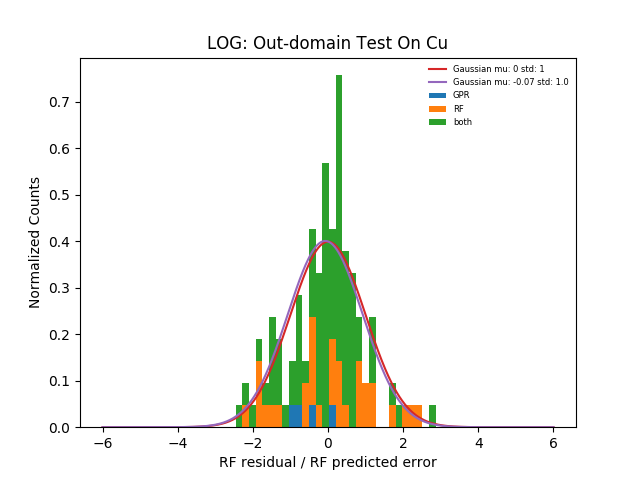 LOG: Out-domain Test On Cu
Gaussian mu: 0 std: 1
Gaussian mu: -0.07 std: 1.0
GPR
RF
both
Normalized Counts
0.7
0.6
0.5
0.4
0.3
0.2
0.1
0.0
−6 −4 −2 0 2 4 6
RF residual / RF predicted error